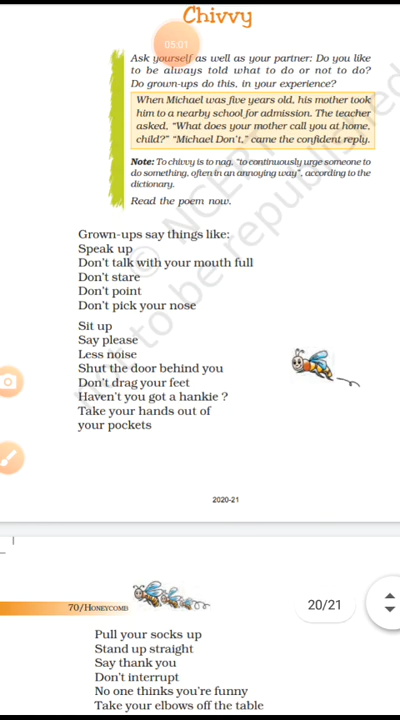 Chivvy
05:01
Ask yourself as well as your partner: Do you like
to be always told what to do or not to do?
Do grown-ups do this, in your experience?
When Michael was five years old, his mother took
him to a nearby school for admission. The teacher
asked, “What does your mother call you at home,
child?” “Michael Don't,” came the confident reply.
Note: To chivvy is to nag, “to continuously urge someone to
do something, often in an annoying way”, according to the
dictionary.
Read the poem now.
© NCERT
not to be republished
Grown-ups say things like:
Speak up
Don't talk with your mouth full
Don't stare
Don't point
Don't pick your nose
Sit up
Say please
Less noise
Shut the door behind you
Don't drag your feet
Haven't you got a hankie ?
Take your hands out of
your pockets
2020-21
70/HONEYCOMB
20/21
Pull your socks up
Stand up straight
Say thank you
Don't interrupt
No one thinks you're funny
Take your elbows off the table